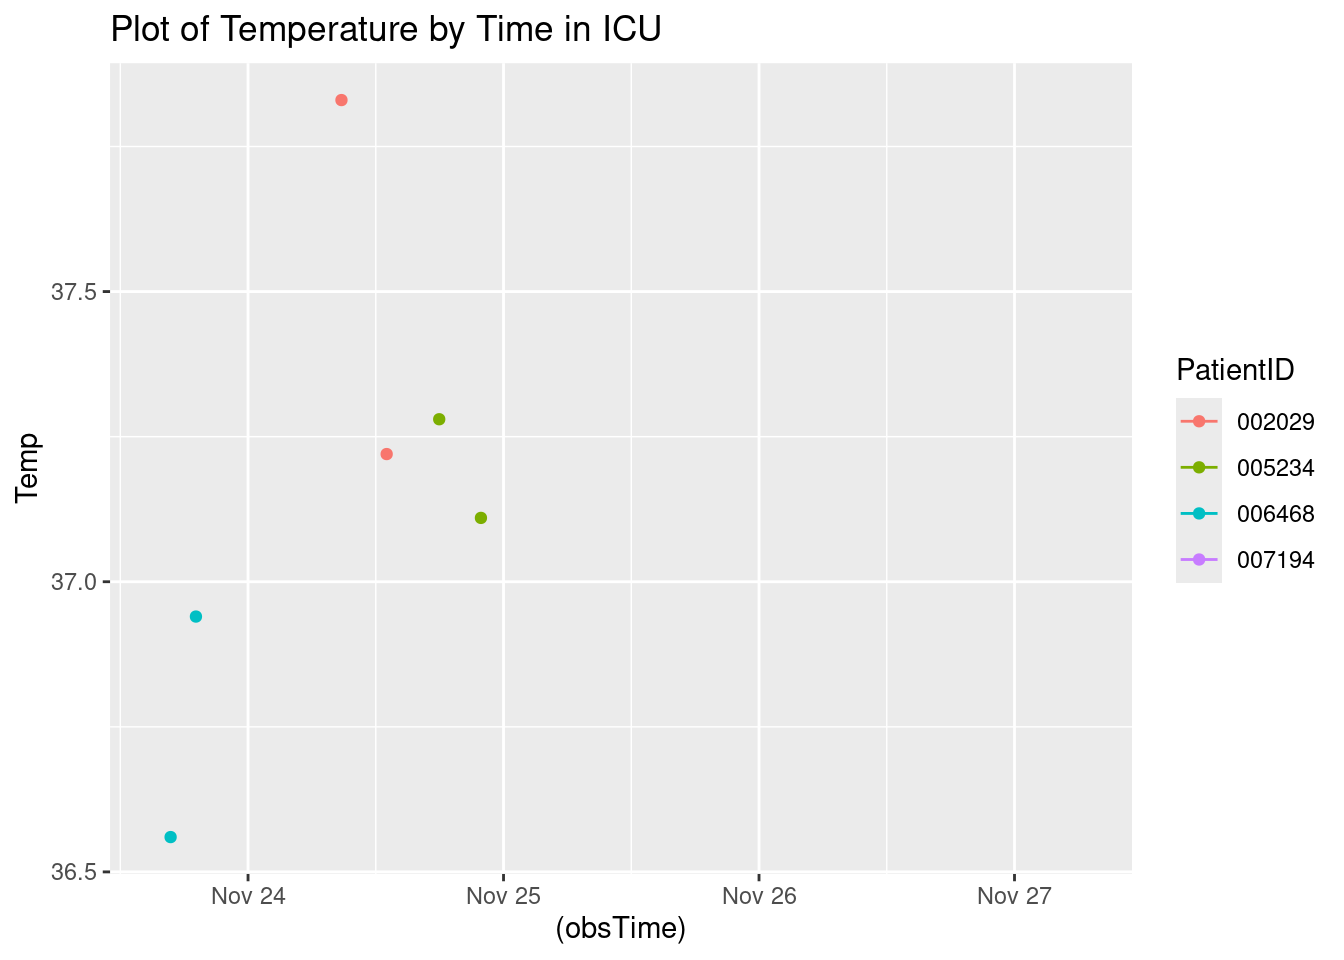 Plot of Temperature by Time in ICU
37.5
37.0
36.5
Temp
Nov 24
Nov 25
Nov 26
Nov 27
(obsTime)
PatientID
002029
005234
006468
007194